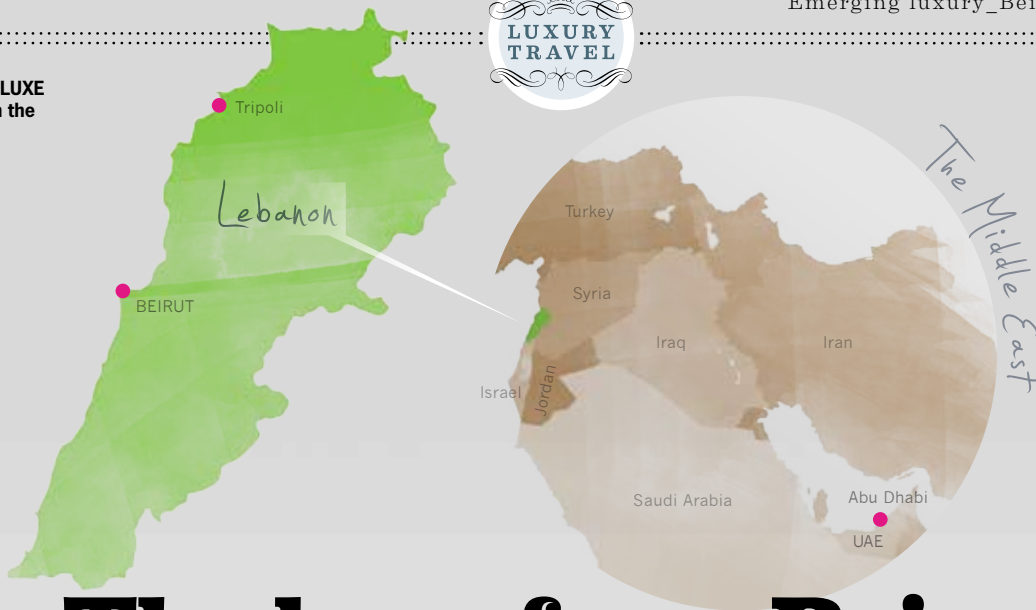 Emerging luxury_Bei
LUXURY
TRAVEL
LUXE
the
Tripoli
Lebanon
BEIRUT
The Middle East
Turkey
Syria
Iraq
Iran
Israel
Jordan
Saudi Arabia
Abu Dhabi
UAE